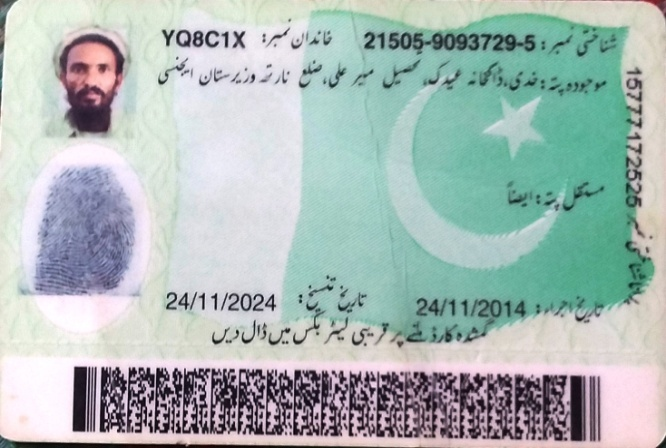 شناختی نمبر: 21505-9093729-5 خاندان نمبر: YQ8C1X
موجودہ پتہ: خدی، ڈاکخانہ عیدک، تحصیل میر علی، ضلع نارتھ وزیرستان ایجنسی
مستقل پتہ: ایضاً
تاریخ اجراء: 24/11/2014 تاریخ تنسیخ: 24/11/2024
گمشدہ کارڈ ملنے پر قریبی لیٹر بکس میں ڈال دیں
157771172525